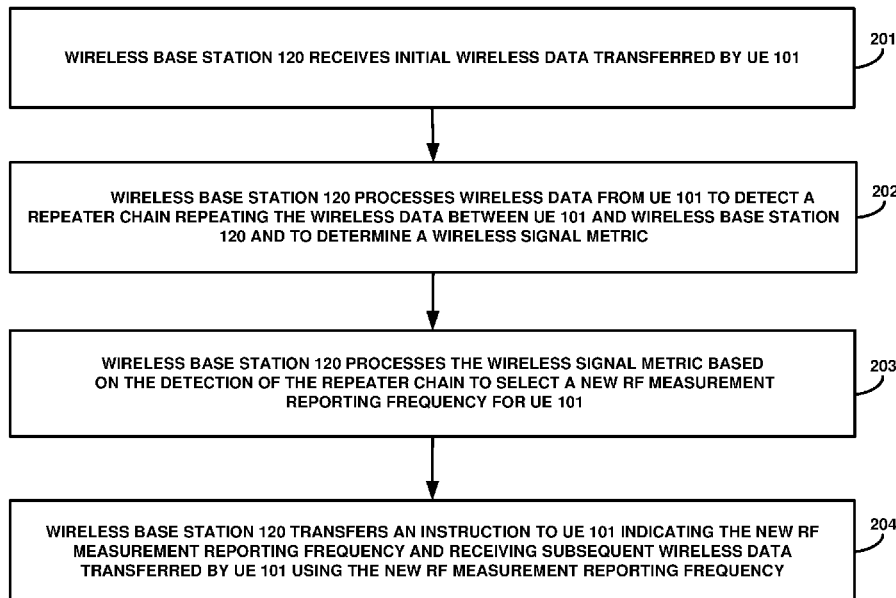 WIRELESS BASE STATION 120 RECEIVES INITIAL WIRELESS DATA TRANSFERRED BY UE 101
201
WIRELESS BASE STATION 120 PROCESSES WIRELESS DATA FROM UE 101 TO DETECT A
REPEATER CHAIN REPEATING THE WIRELESS DATA BETWEEN UE 101 AND WIRELESS BASE STATION
120 AND TO DETERMINE A WIRELESS SIGNAL METRIC
202
WIRELESS BASE STATION 120 PROCESSES THE WIRELESS SIGNAL METRIC BASED
ON THE DETECTION OF THE REPEATER CHAIN TO SELECT A NEW RF MEASUREMENT
REPORTING FREQUENCY FOR UE 101
203
WIRELESS BASE STATION 120 TRANSFERS AN INSTRUCTION TO UE 101 INDICATING THE NEW RF
MEASUREMENT REPORTING FREQUENCY AND RECEIVING SUBSEQUENT WIRELESS DATA
TRANSFERRED BY UE 101 USING THE NEW RF MEASUREMENT REPORTING FREQUENCY
204